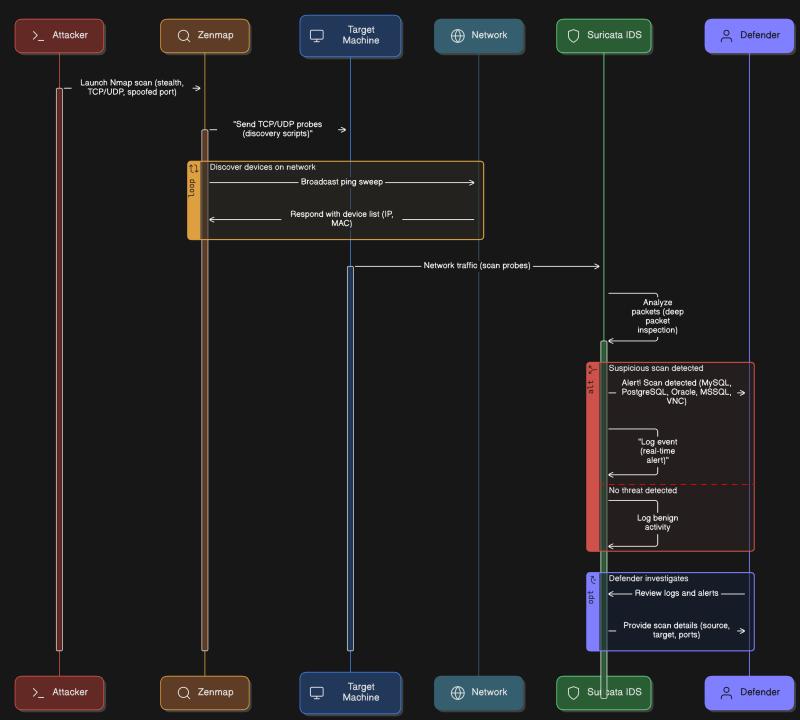 Attacker
Zenmap
Target
Machine
Network
Suricata IDS
Defender
Launch Nmap scan (stealth,
TCP/UDP, spoofed port)
"Send TCP/UDP probes
(discovery scripts)"
loop
Discover devices on network
Broadcast ping sweep
Respond with device list (IP,
MAC)
Network traffic (scan probes)
Analyze
packets (deep
packet
inspection)
alt
Suspicious scan detected
Alert! Scan detected (MySQL,
PostgreSQL, Oracle, MSSQL,
VNC)
"Log event
(real-time
alert)"
No threat detected
Log benign
activity
opt
Defender investigates
Review logs and alerts
Provide scan details (source,
target, ports)
Attacker
Zenmap
Target
Machine
Network
Suricata IDS
Defender